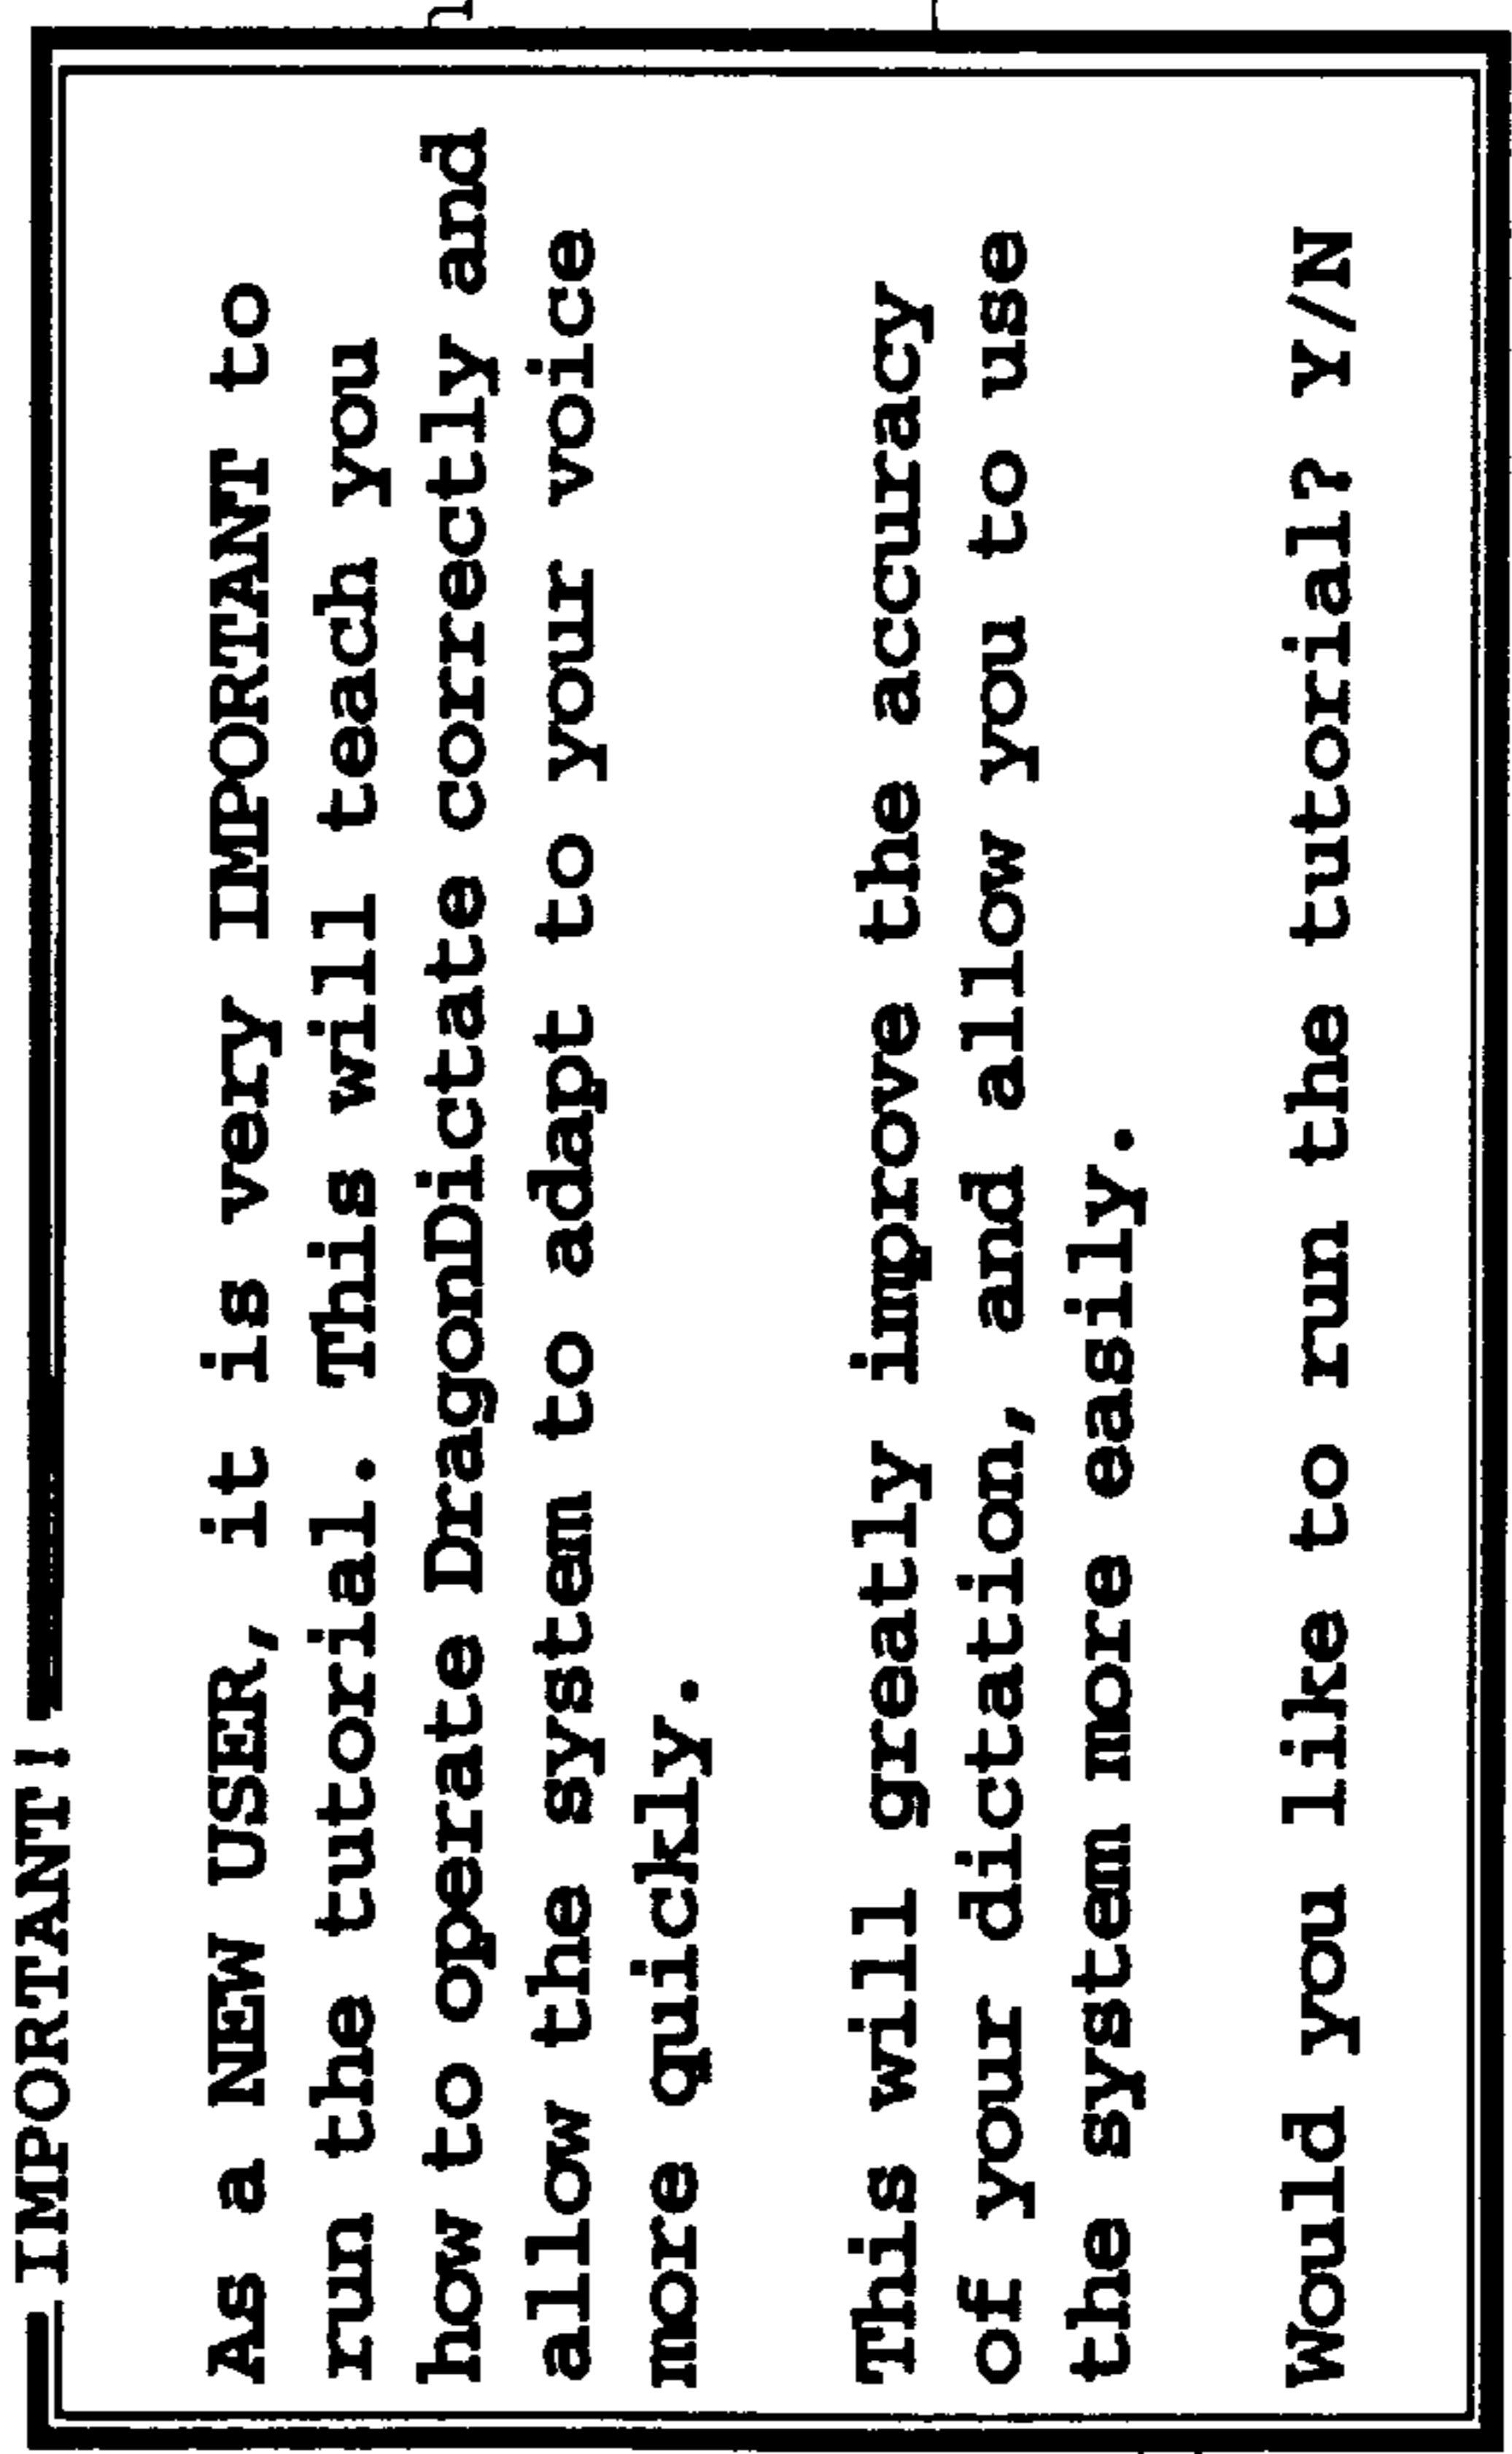 IMPORTANT!
As a NEW USER, it is very IMPORTANT to
run the tutorial. This will teach you
how to operate DragonDictate correctly and
allow the system to adapt to your voice
more quickly.
This will greatly improve the accuracy
of your dictation, and allow you to use
the system more easily.
Would you like to run the tutorial? Y/N